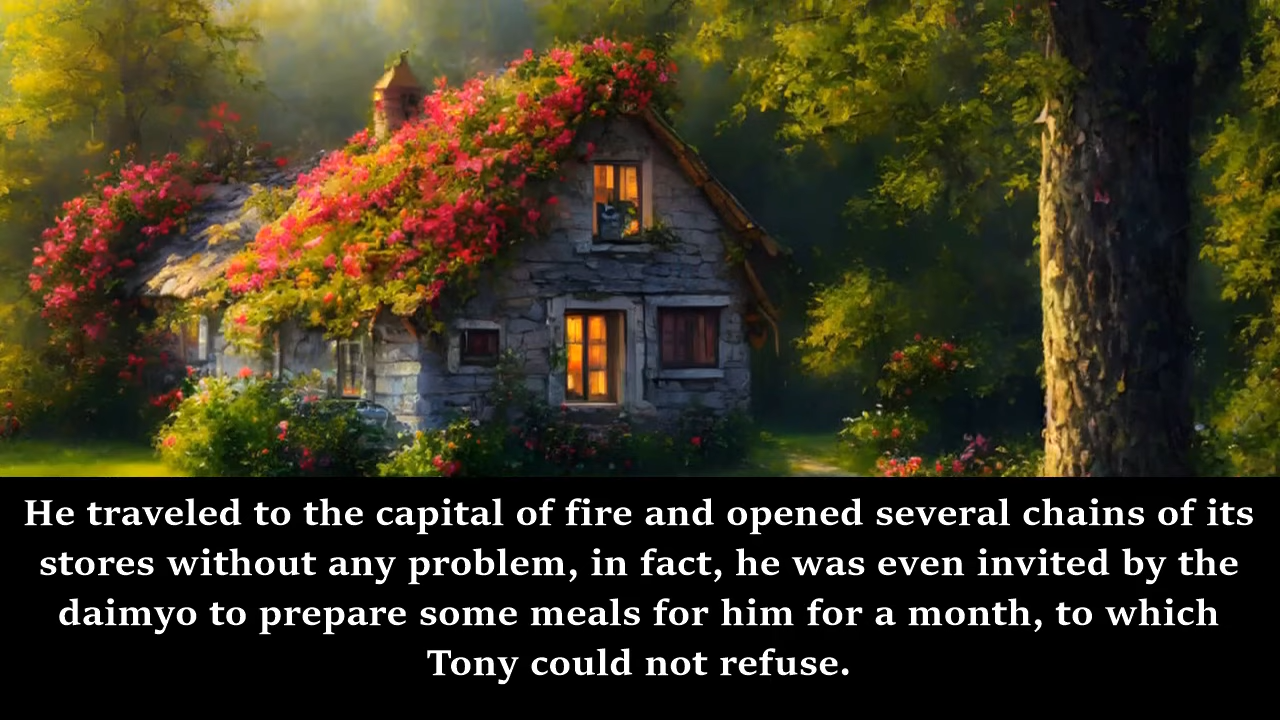 He traveled to the capital of fire and opened several chains of its
stores without any problem, in fact, he was even invited by the
daimyo to prepare some meals for him for a month, to which
Tony could not refuse.